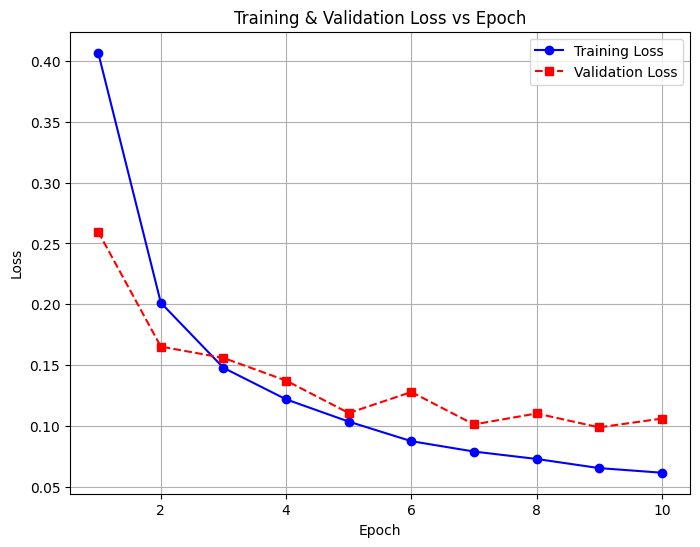 Training & Validation Loss vs Epoch
Training Loss
Validation Loss
0.40
0.35
0.30
0.25
0.20
0.15
0.10
0.05
Loss
2 4 6 8 10
Epoch